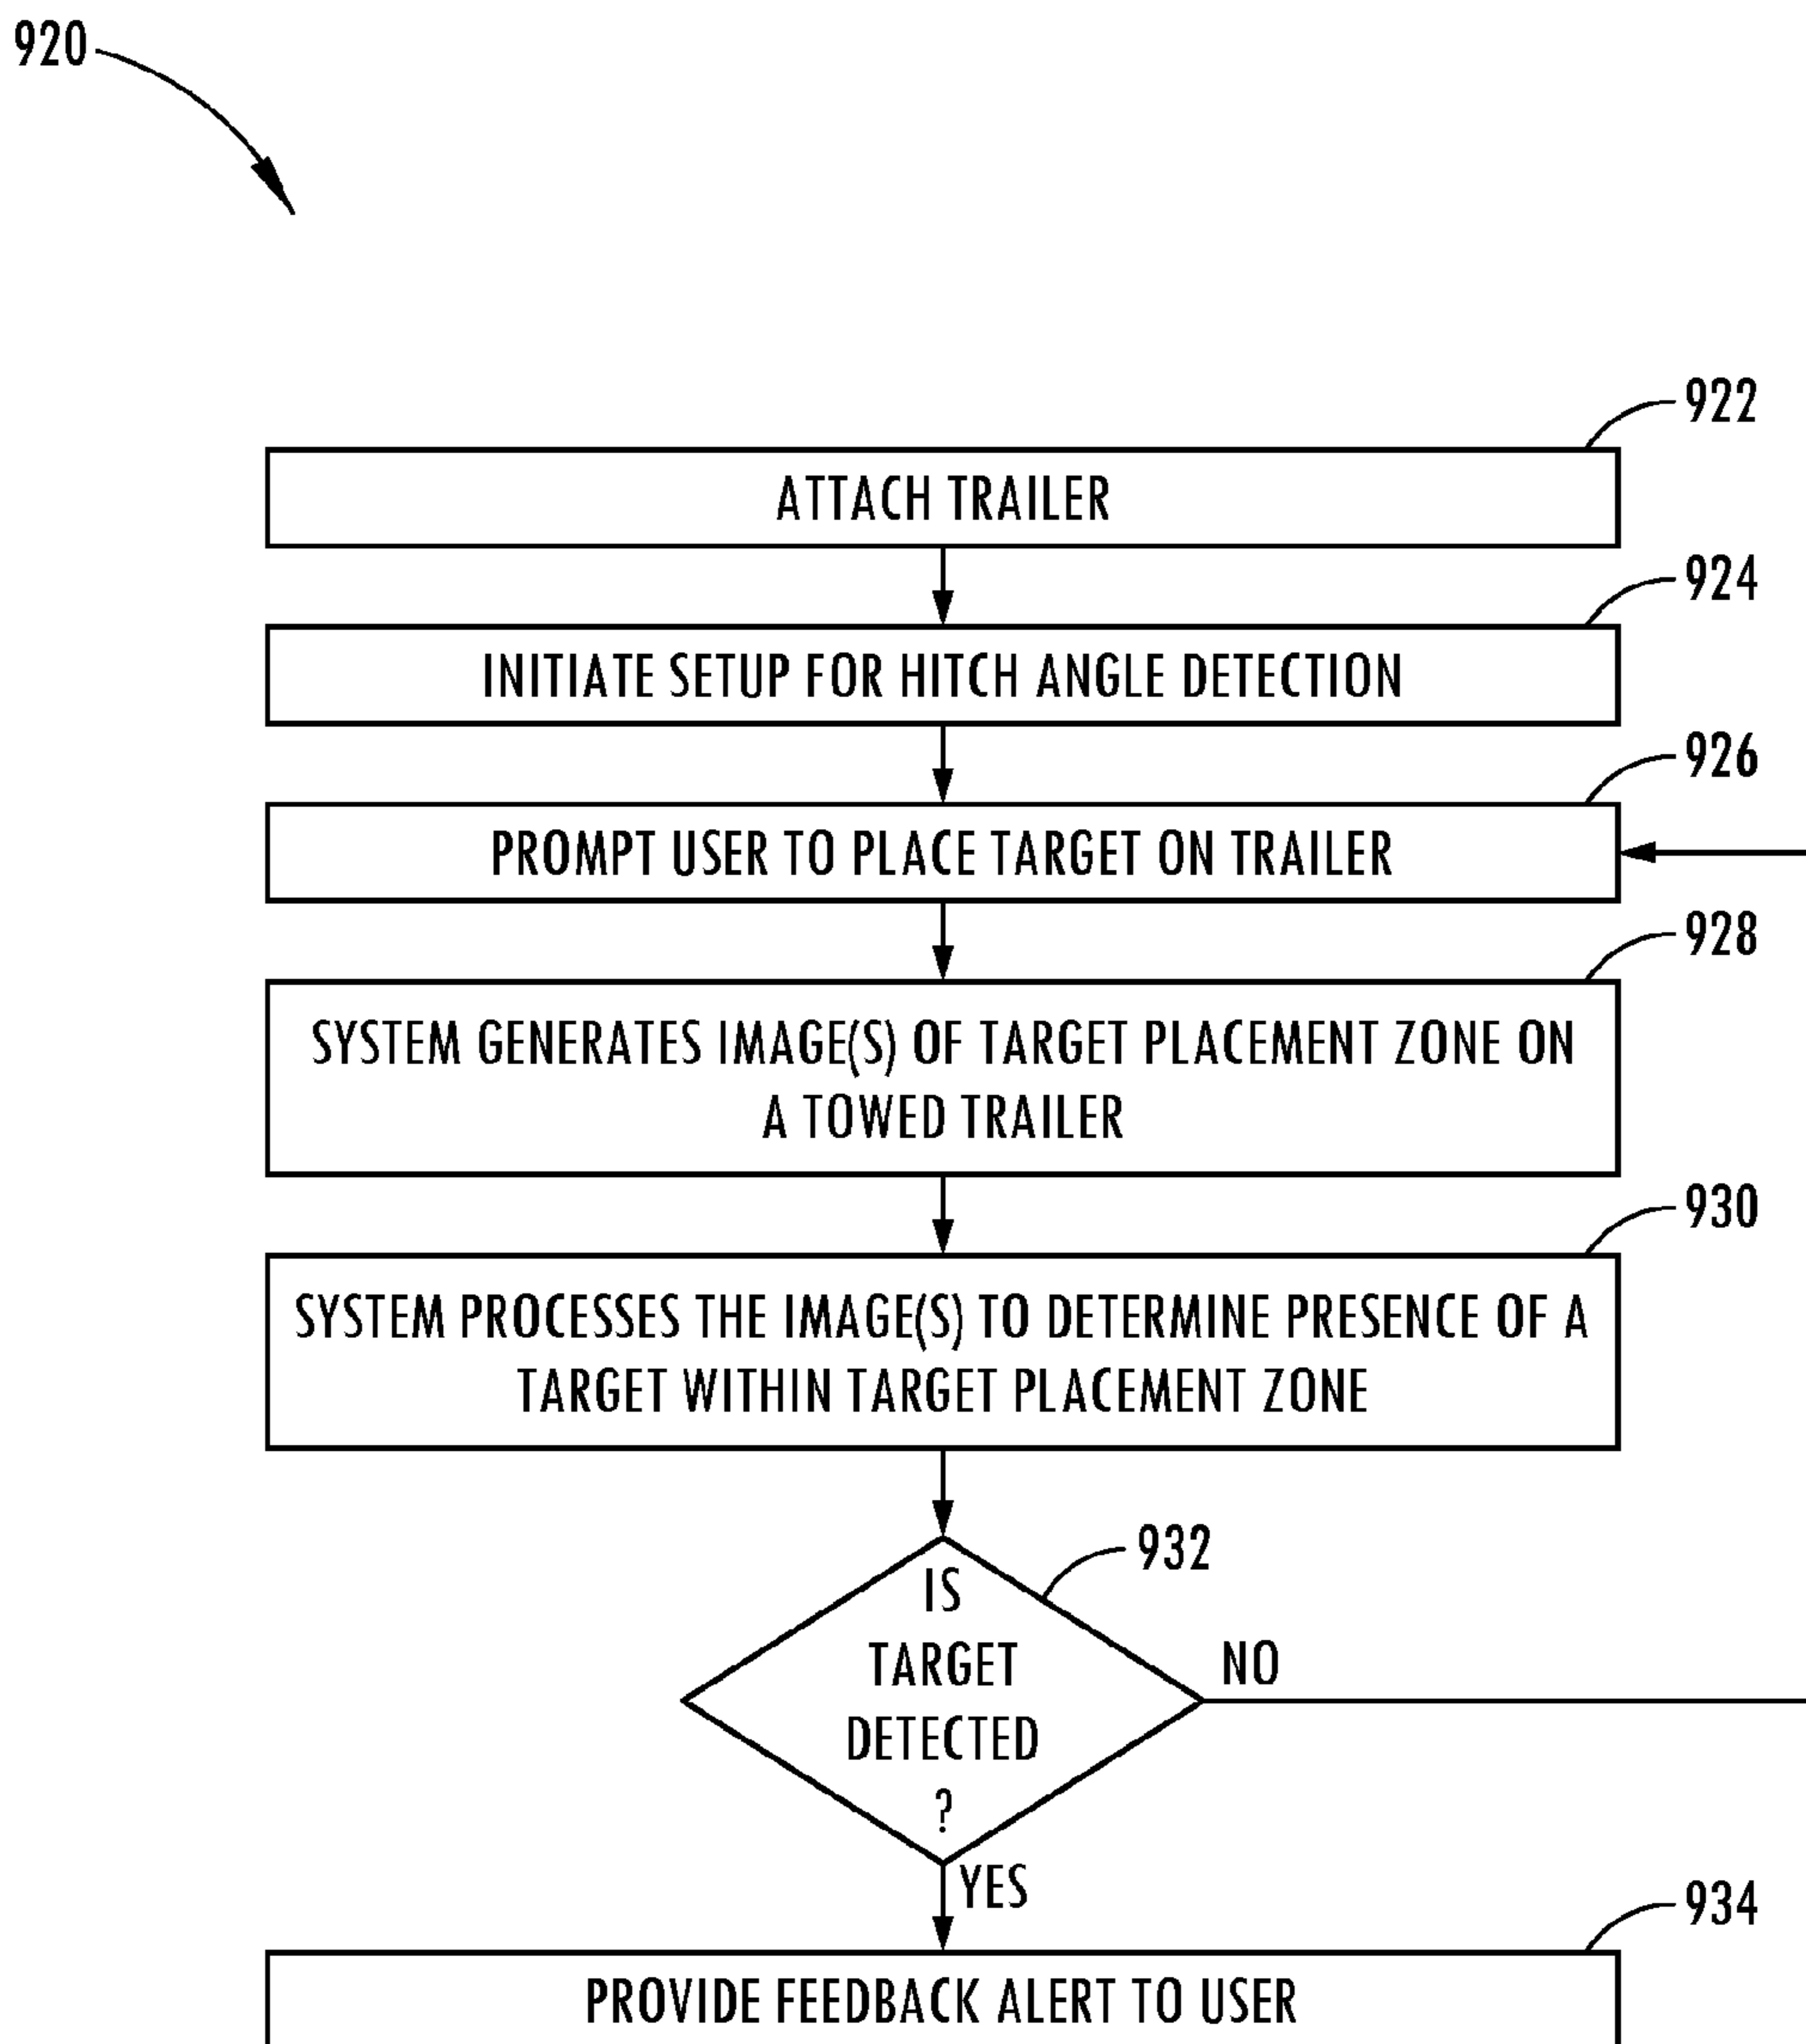 920
922
ATTACH TRAILER
924
INITIATE SETUP FOR HITCH ANGLE DETECTION
926
PROMPT USER TO PLACE TARGET ON TRAILER
928
SYSTEM GENERATES IMAGE(S) OF TARGET PLACEMENT ZONE ON
A TOWED TRAILER
930
SYSTEM PROCESSES THE IMAGE(S) TO DETERMINE PRESENCE OF A
TARGET WITHIN TARGET PLACEMENT ZONE
932
IS
TARGET
DETECTED
?
NO
YES
934
PROVIDE FEEDBACK ALERT TO USER